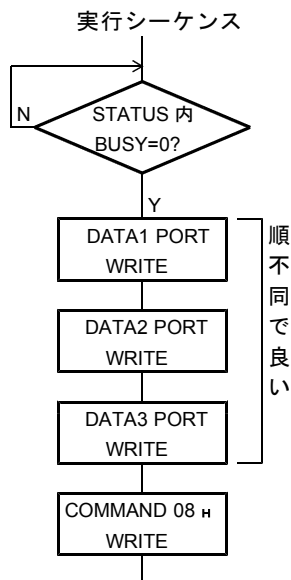 実行シーケンス
N
STATUS 内
BUSY=0?
Y
DATA1 PORT
WRITE
DATA2 PORT
WRITE
DATA3 PORT
WRITE
順不同で良い
COMMAND 08 H
WRITE